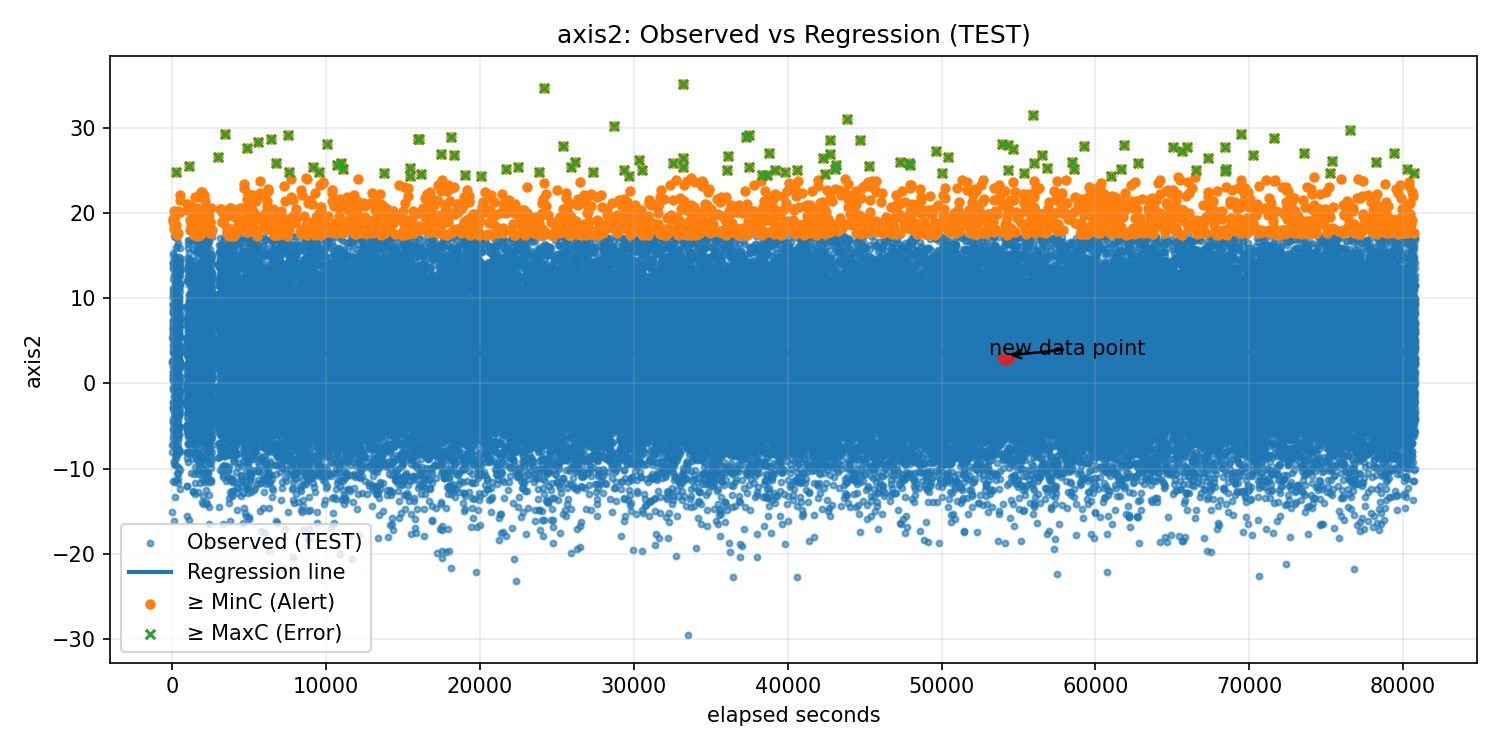 axis2: Observed vs Regression (TEST)
axis2
30
20
10
0
−10
−20
−30
new data point
Observed (TEST)
Regression line
≥ MinC (Alert)
≥ MaxC (Error)
0 10000 20000 30000 40000 50000 60000 70000 80000
elapsed seconds